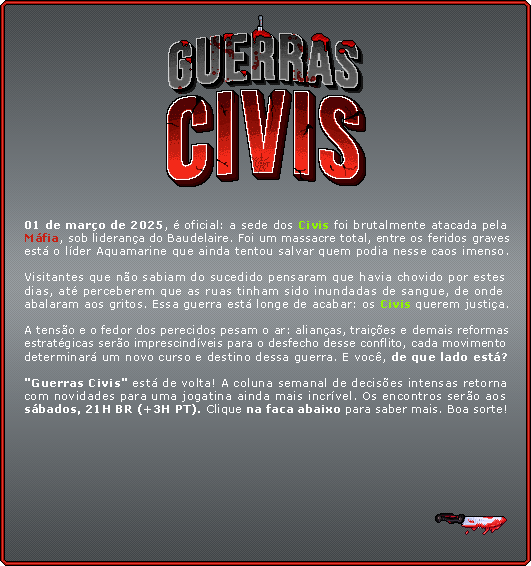 GUERRAS
CIVIS
01 de março de 2025, é oficial: a sede dos Civis foi brutalmente atacada pela
Máfia, sob liderança do Baudelaire. Foi um massacre total, entre os feridos graves
está o líder Aquamarine que ainda tentou salvar quem podia nesse caos imenso.
Visitantes que não sabiam do sucedido pensaram que havia chovido por estes
dias, até perceberem que as ruas tinham sido inundadas de sangue, de onde
abalaram aos gritos. Essa guerra está longe de acabar: os Civis querem justiça.
A tensão e o fedor dos perecidos pesam o ar: alianças, traições e demais reformas
estratégicas serão imprescindíveis para o desfecho desse conflito, cada movimento
determinará um novo curso e destino dessa guerra. E você, de que lado está?
"Guerras Civis" está de volta! A coluna semanal de decisões intensas retorna
com novidades para uma jogatina ainda mais incrível. Os encontros serão aos
sábados, 21H BR (+3H PT). Clique na faca abaixo para saber mais. Boa sorte!